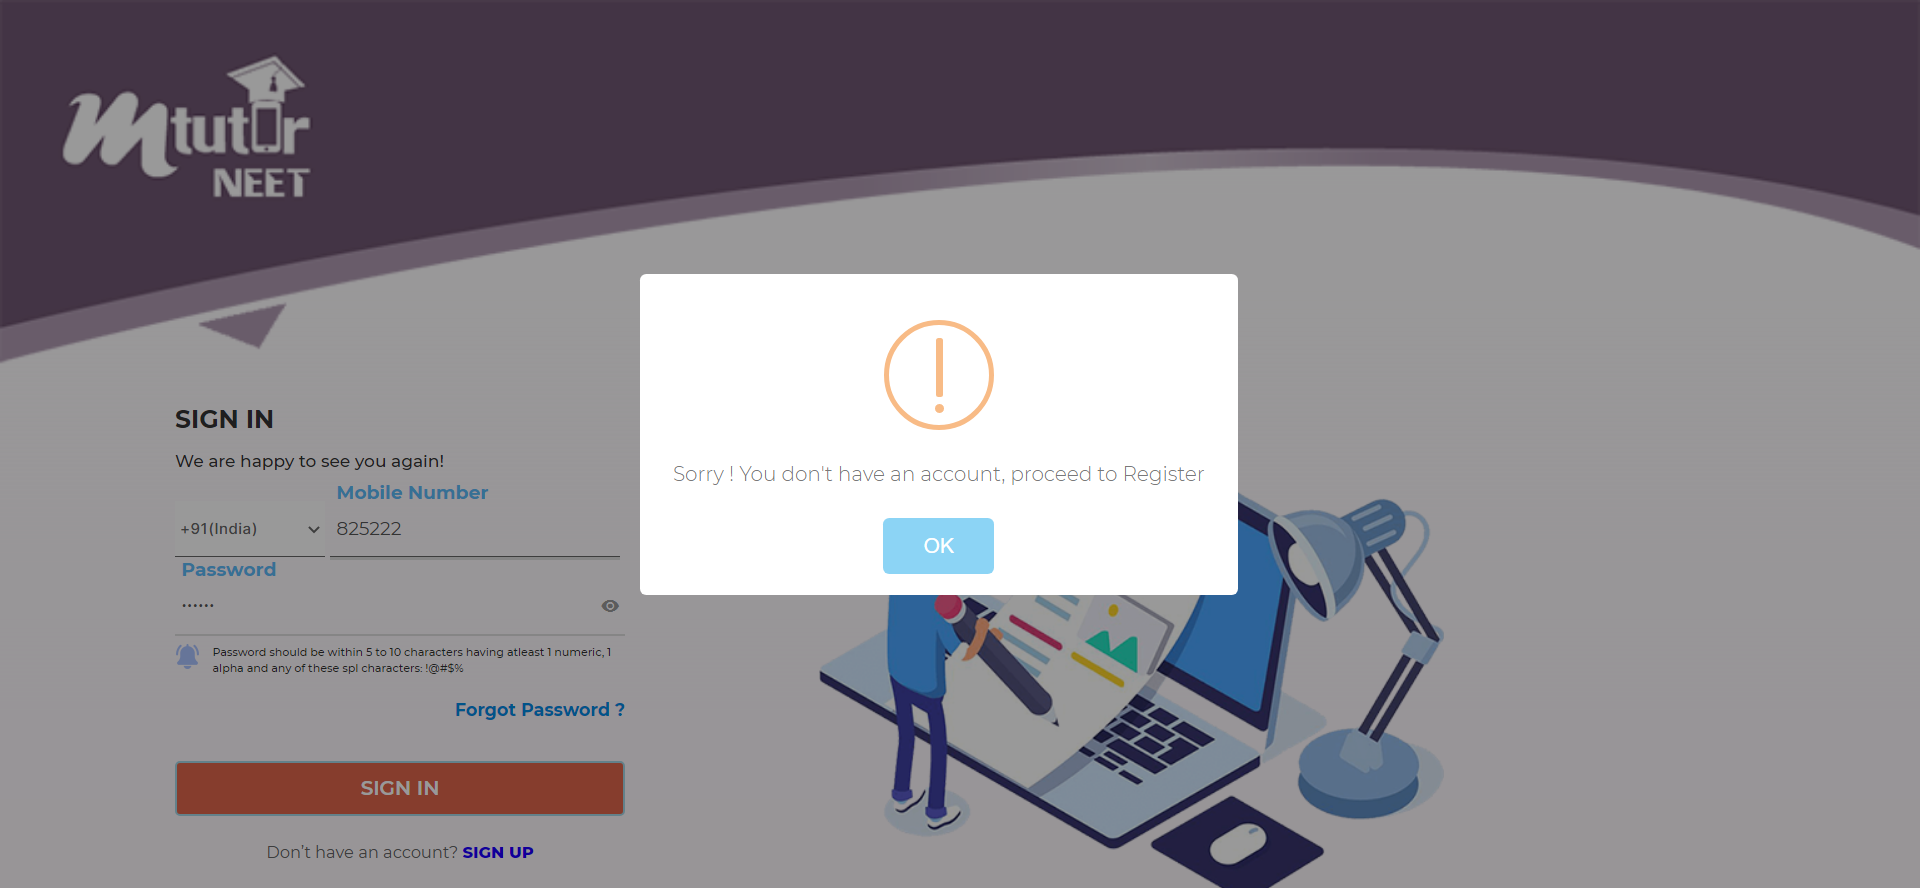 Mtutor
NEET
SIGN IN
We are happy to see you again!
Mobile Number
+91(India)
825222
Password
••••••
Password should be within 5 to 10 characters having atleast 1 numeric, 1
alpha and any of these spl characters: !@#$%
Forgot Password ?
SIGN IN
Don't have an account? SIGN UP
Sorry ! You don't have an account, proceed to Register
OK